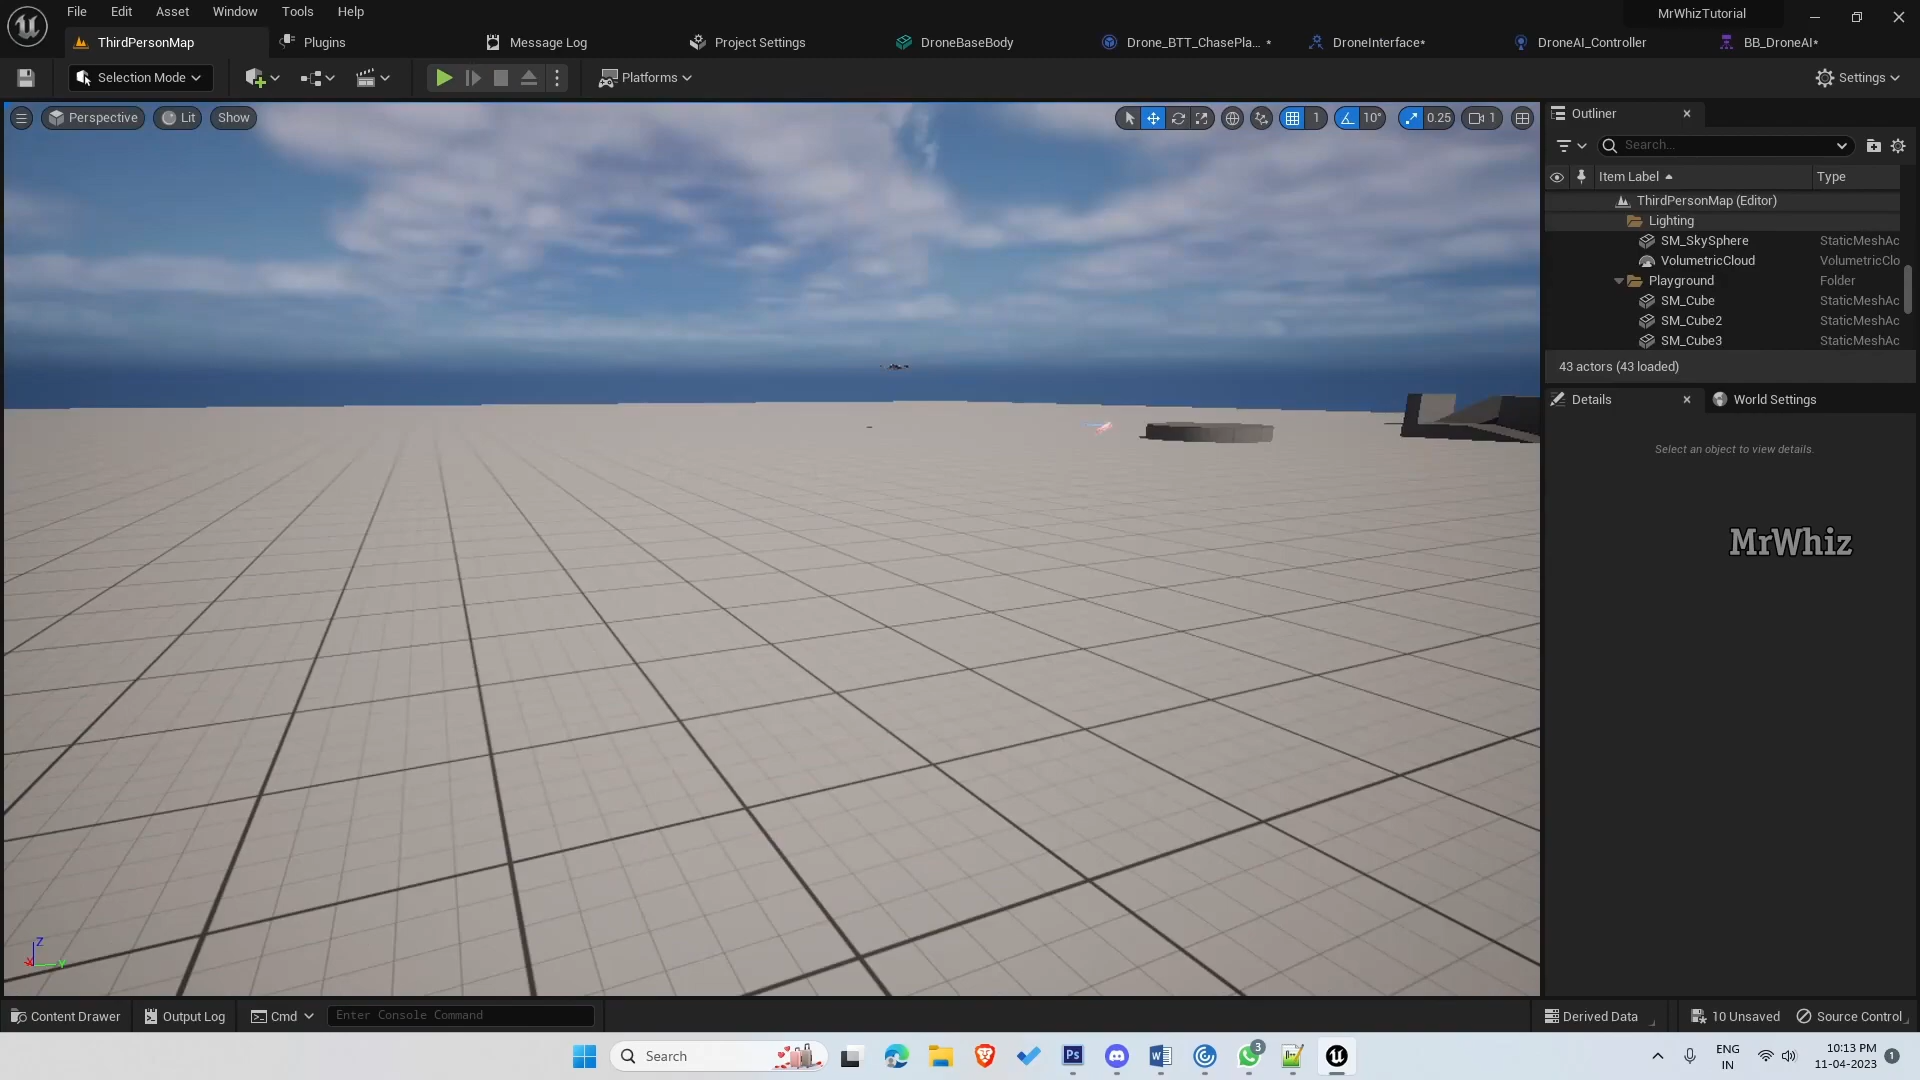 File Edit Asset Window Tools Help
MrWhizTutorial
ThirdPersonMap
Plugins
Message Log
Project Settings
DroneBaseBody
Drone_BTT_ChasePla... *
DroneInterface*
DroneAI_Controller
BB_DroneAI*
Selection Mode
Platforms
Settings
Perspective
Lit
Show
1
10°
0.25
1
Outliner
Search...
Item Label
Type
ThirdPersonMap (Editor)
Lighting
SM_SkySphere StaticMeshAc
VolumetricCloud VolumetricClo
Playground Folder
SM_Cube StaticMeshAc
SM_Cube2 StaticMeshAc
SM_Cube3 StaticMeshAc
43 actors (43 loaded)
Details
World Settings
Select an object to view details.
MrWhiz
Z
X
Y
Content Drawer
Output Log
Cmd
Enter Console Command
Derived Data
10 Unsaved
Source Control
Search
Ps
3
ENG
IN
10:13 PM
11-04-2023
1